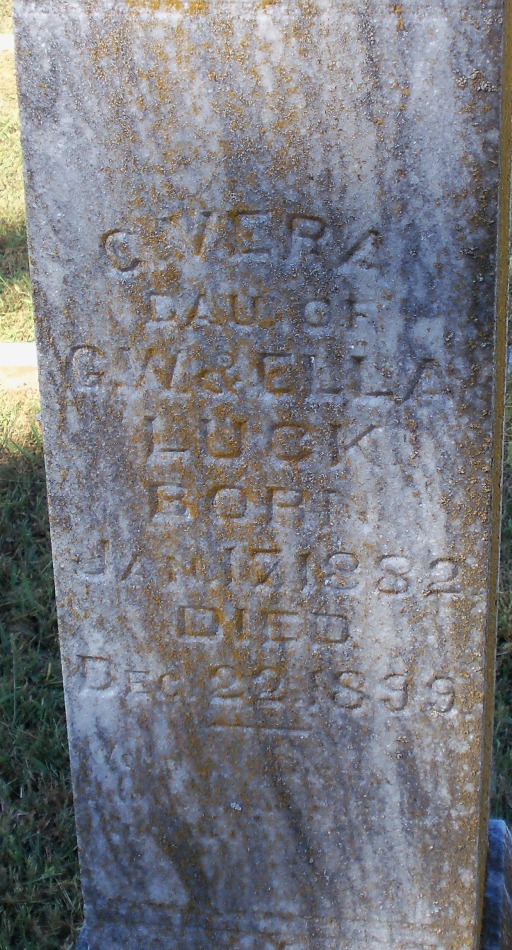 C. VERA
DAU. OF
G.W. & ELLA
LUCK
BORN
JAN. 17, 1882
DIED
DEC. 22, 1899